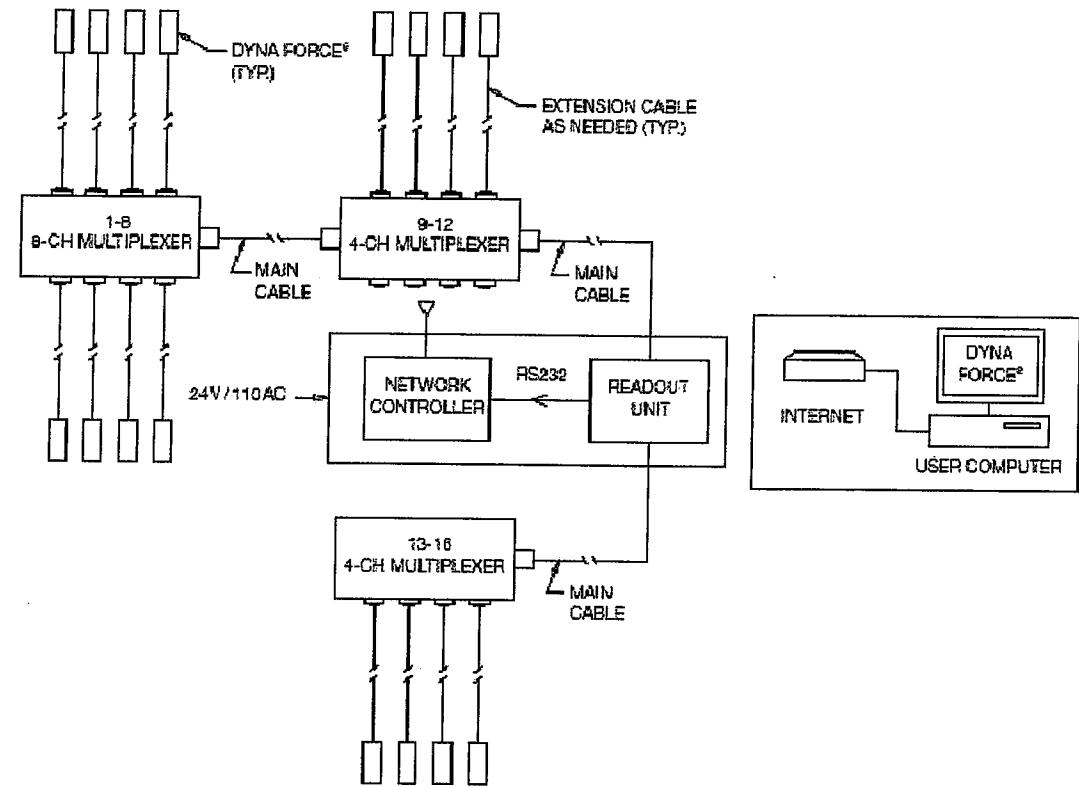 DYNA FORCE®
(TYP.)
EXTENSION CABLE
AS NEEDED (TYP.)
1-8
8-CH MULTIPLEXER
9-12
4-CH MULTIPLEXER
MAIN
CABLE
MAIN
CABLE
24V/110AC
NETWORK
CONTROLLER
RS232
READOUT
UNIT
DYNA
FORCE®
INTERNET
USER COMPUTER
13-16
4-CH MULTIPLEXER
MAIN
CABLE